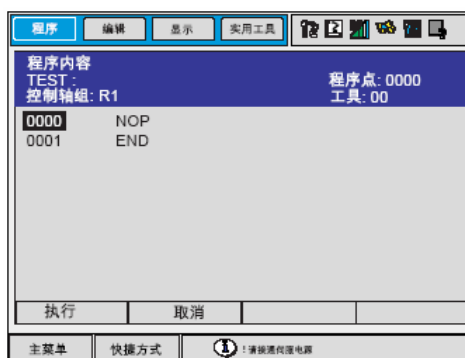 程序 编辑 显示 实用工具
程序内容
TEST :
程序点: 0000
控制轴组: R1
工具: 00
0000 NOP
0001 END
执行 取消
主菜单 快捷方式 !请接通伺服电源